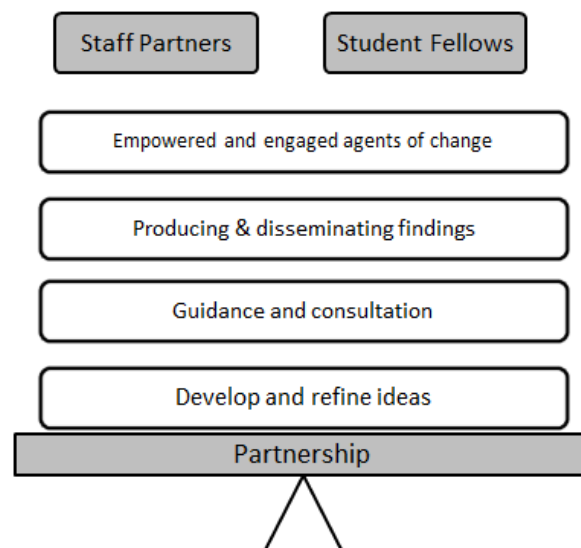 Staff Partners
Student Fellows
Empowered and engaged agents of change
Producing & disseminating findings
Guidance and consultation
Develop and refine ideas
Partnership